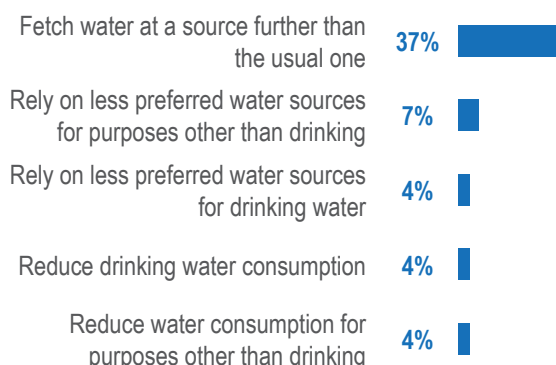 Fetch water at a source further than
the usual one
37%
Rely on less preferred water sources
for purposes other than drinking
7%
Rely on less preferred water sources
for drinking water
4%
Reduce drinking water consumption
4%
Reduce water consumption for
purposes other than drinking
4%